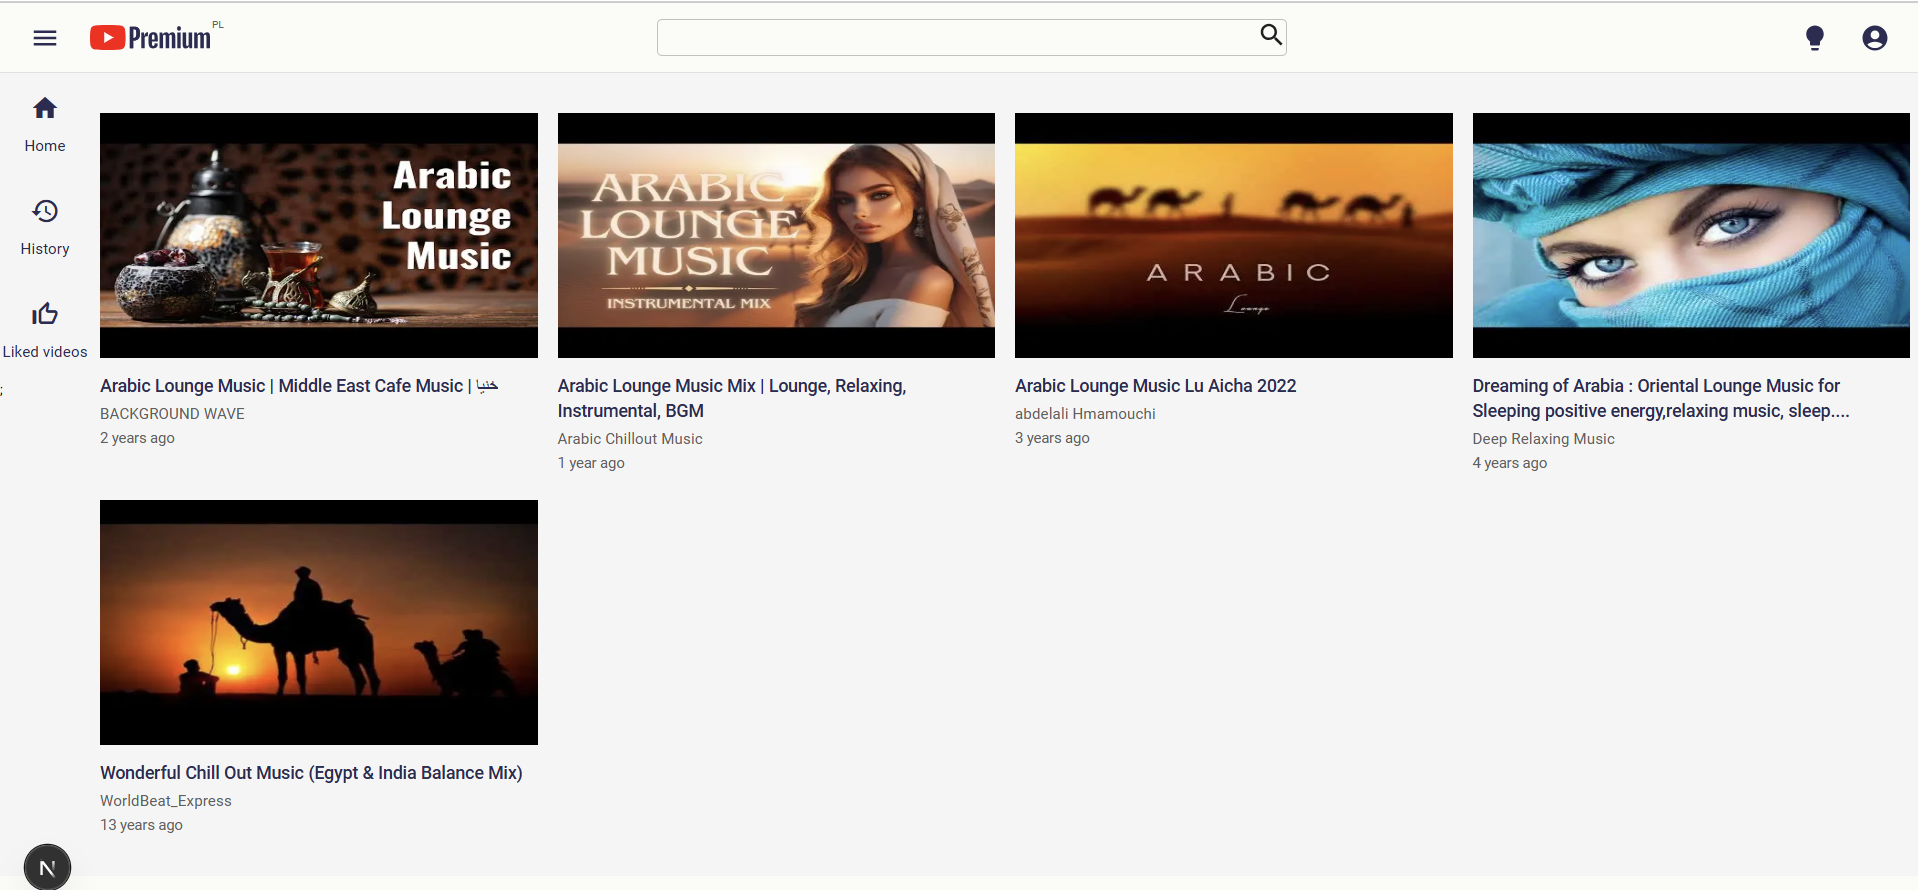 Premium PL
Home
History
Liked videos
;
Arabic
Lounge
Music
ARABIC
LOUNGE
MUSIC
INSTRUMENTAL MIX
ARABIC
Lounge
Arabic Lounge Music | Middle East Cafe Music |
BACKGROUND WAVE
2 years ago
Arabic Lounge Music Mix | Lounge, Relaxing,
Instrumental, BGM
Arabic Chillout Music
1 year ago
Arabic Lounge Music Lu Aicha 2022
abdelali Hmamouchi
3 years ago
Dreaming of Arabia : Oriental Lounge Music for
Sleeping positive energy,relaxing music, sleep....
Deep Relaxing Music
4 years ago
Wonderful Chill Out Music (Egypt & India Balance Mix)
WorldBeat_Express
13 years ago
N